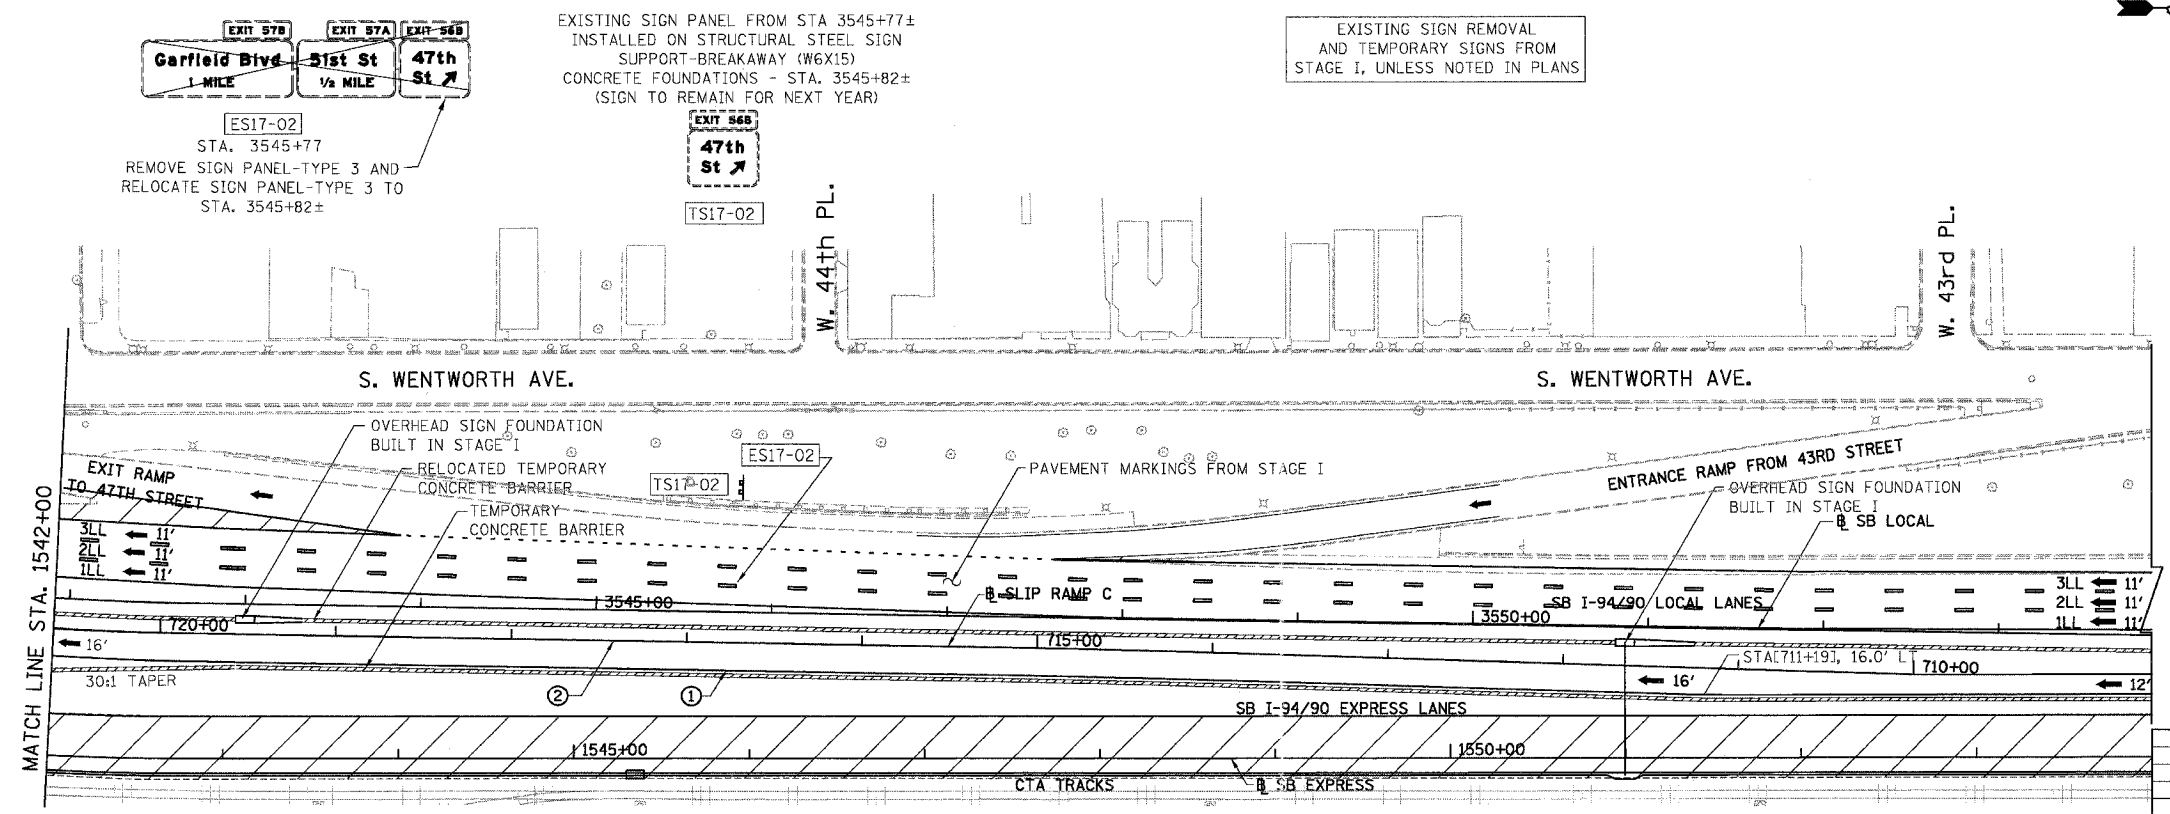 EXIT 57B
EXIT 57A
EXIT 56B
Garfield Blvd
1 MILE
51st St
1/2 MILE
47th
St ↗
ES17-02
STA. 3545+77
REMOVE SIGN PANEL-TYPE 3 AND
RELOCATE SIGN PANEL-TYPE 3 TO
STA. 3545+82±
EXISTING SIGN PANEL FROM STA 3545+77±
INSTALLED ON STRUCTURAL STEEL SIGN
SUPPORT-BREAKAWAY (W6X15)
CONCRETE FOUNDATIONS - STA. 3545+82±
(SIGN TO REMAIN FOR NEXT YEAR)
EXIT 56B
47th
St ↗
TS17-02
EXISTING SIGN REMOVAL
AND TEMPORARY SIGNS FROM
STAGE I, UNLESS NOTED IN PLANS
W. 44th PL.
W. 43rd PL.
S. WENTWORTH AVE.
S. WENTWORTH AVE.
OVERHEAD SIGN FOUNDATION
BUILT IN STAGE I
RELOCATED TEMPORARY
CONCRETE BARRIER
TEMPORARY
CONCRETE BARRIER
ES17-02
TS17-02
PAVEMENT MARKINGS FROM STAGE I
ENTRANCE RAMP FROM 43RD STREET
OVERHEAD SIGN FOUNDATION
BUILT IN STAGE I
℄ SB LOCAL
EXIT RAMP
TO 47TH STREET
3LL 11'
2LL 11'
1LL 11'
3545+00
℄ SLIP RAMP C
SB I-94/90 LOCAL LANES
3550+00
3LL 11'
2LL 11'
1LL 11'
720+00
715+00
STA[711+19], 16.0' LT
710+00
16'
30:1 TAPER
2
1
16'
12'
SB I-94/90 EXPRESS LANES
1545+00
1550+00
CTA TRACKS
℄ SB EXPRESS
MATCH LINE STA. 1542+00